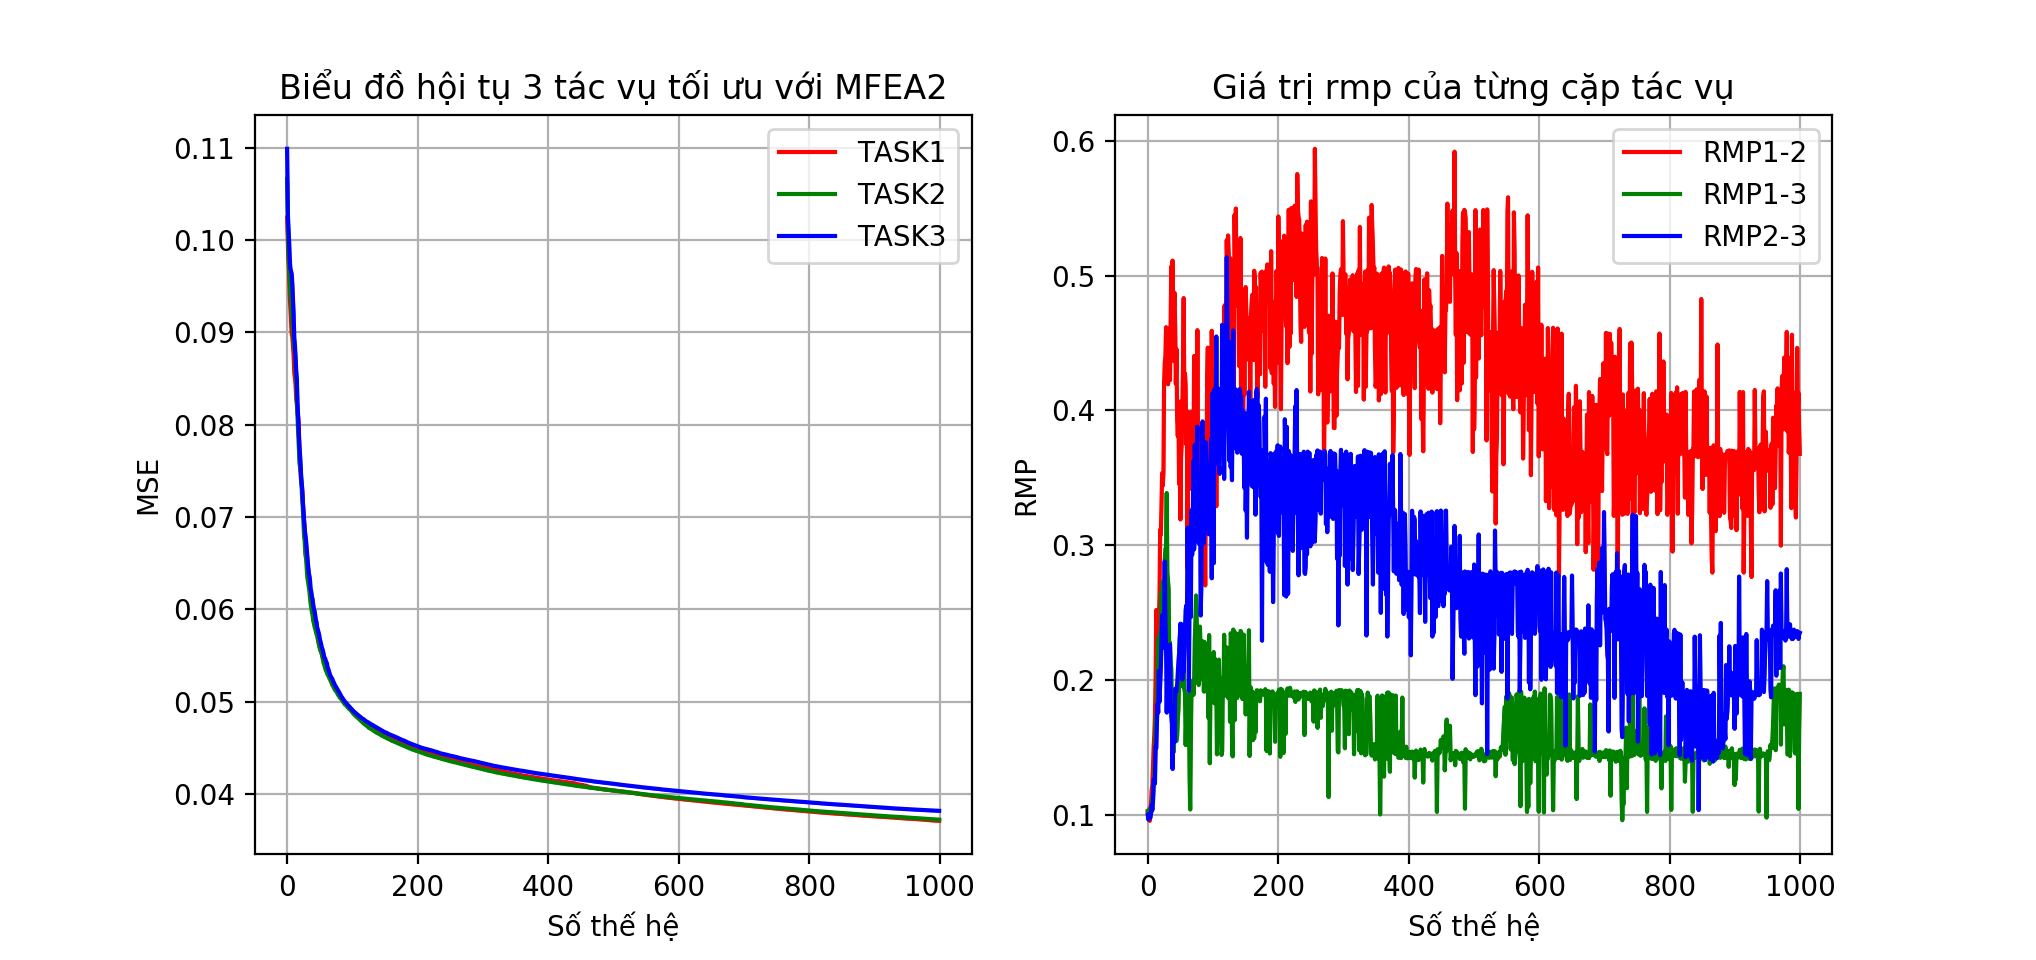 Biểu đồ hội tụ 3 tác vụ tối ưu với MFEA2
0.11
0.10
0.09
0.08
0.07
0.06
0.05
0.04
MSE
0 200 400 600 800 1000
Số thế hệ
TASK1
TASK2
TASK3
Giá trị rmp của từng cặp tác vụ
0.6
0.5
0.4
0.3
0.2
0.1
RMP
0 200 400 600 800 1000
Số thế hệ
RMP1-2
RMP1-3
RMP2-3